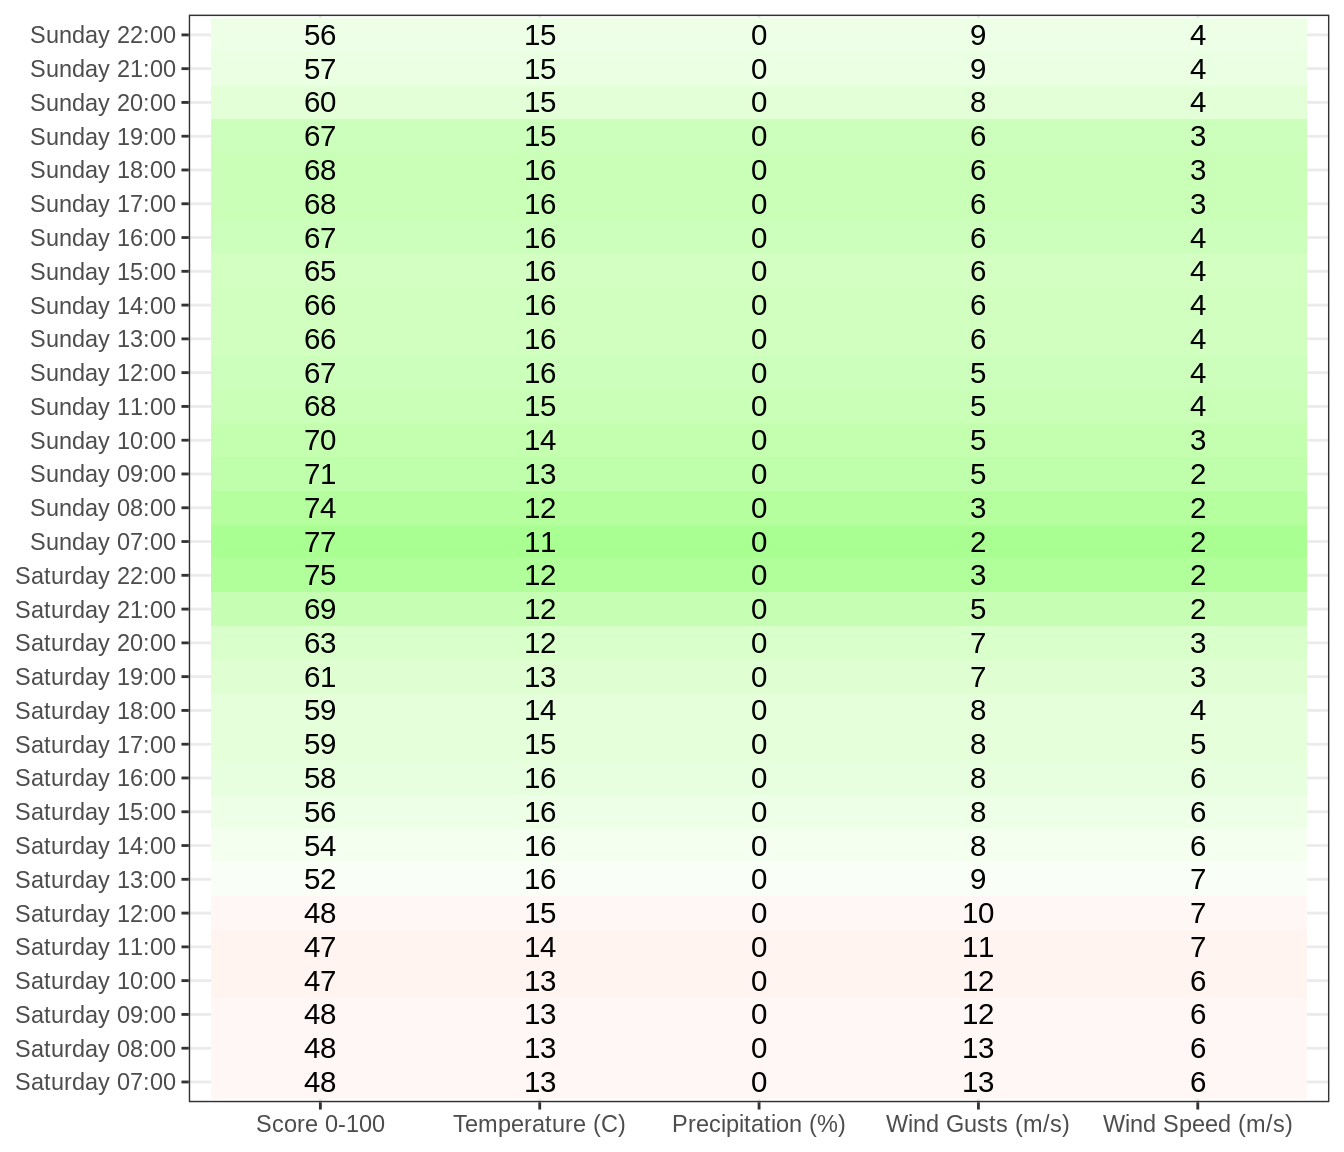 Sunday 22:00 56 15 0 9 4
Sunday 21:00 57 15 0 9 4
Sunday 20:00 60 15 0 8 4
Sunday 19:00 67 15 0 6 3
Sunday 18:00 68 16 0 6 3
Sunday 17:00 68 16 0 6 3
Sunday 16:00 67 16 0 6 4
Sunday 15:00 65 16 0 6 4
Sunday 14:00 66 16 0 6 4
Sunday 13:00 66 16 0 6 4
Sunday 12:00 67 16 0 5 4
Sunday 11:00 68 15 0 5 4
Sunday 10:00 70 14 0 5 3
Sunday 09:00 71 13 0 5 2
Sunday 08:00 74 12 0 3 2
Sunday 07:00 77 11 0 2 2
Saturday 22:00 75 12 0 3 2
Saturday 21:00 69 12 0 5 2
Saturday 20:00 63 12 0 7 3
Saturday 19:00 61 13 0 7 3
Saturday 18:00 59 14 0 8 4
Saturday 17:00 59 15 0 8 5
Saturday 16:00 58 16 0 8 6
Saturday 15:00 56 16 0 8 6
Saturday 14:00 54 16 0 8 6
Saturday 13:00 52 16 0 9 7
Saturday 12:00 48 15 0 10 7
Saturday 11:00 47 14 0 11 7
Saturday 10:00 47 13 0 12 6
Saturday 09:00 48 13 0 12 6
Saturday 08:00 48 13 0 13 6
Saturday 07:00 48 13 0 13 6
Score 0-100 Temperature (C) Precipitation (%) Wind Gusts (m/s) Wind Speed (m/s)